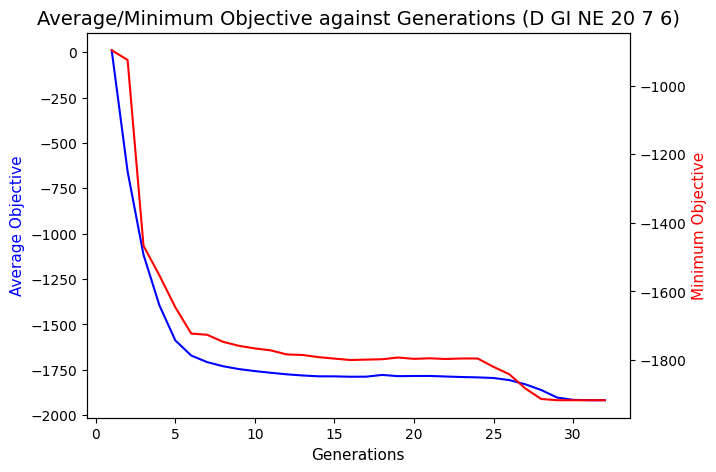 Average/Minimum Objective against Generations (D GI NE 20 7 6)
0
−250
−500
−750
−1000
−1250
−1500
−1750
−2000
Average Objective
−1000
−1200
−1400
−1600
−1800
Minimum Objective
0 5 10 15 20 25 30
Generations